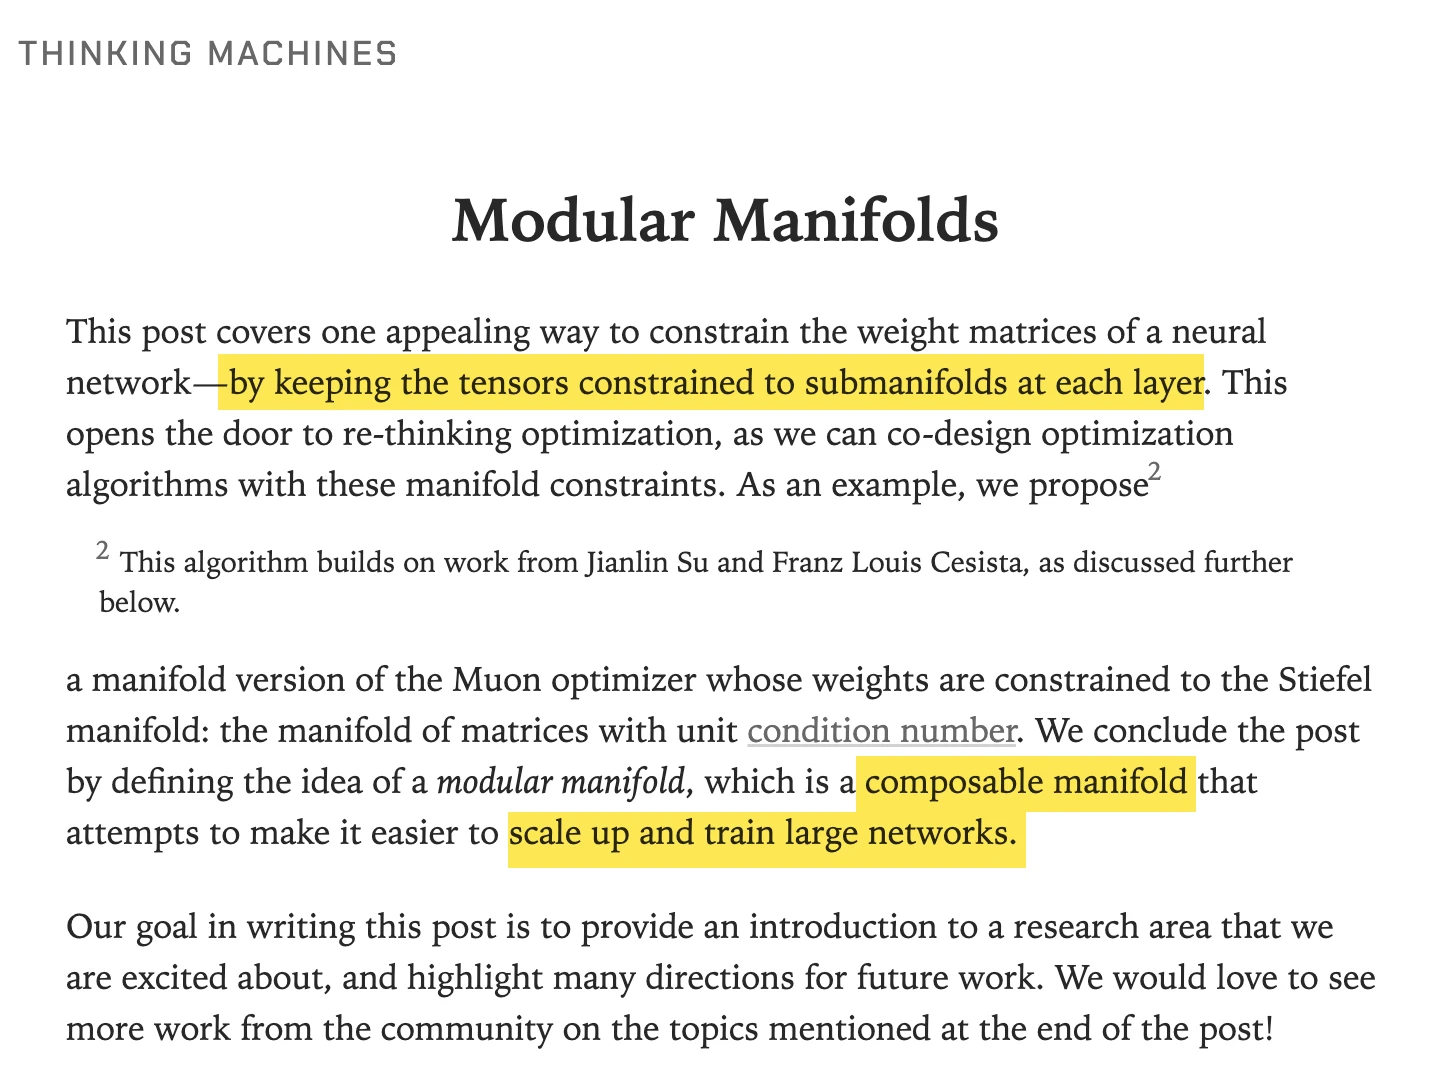 THINKING MACHINES
Modular Manifolds
This post covers one appealing way to constrain the weight matrices of a neural
network—by keeping the tensors constrained to submanifolds at each layer. This
opens the door to re-thinking optimization, as we can co-design optimization
algorithms with these manifold constraints. As an example, we propose2
2 This algorithm builds on work from Jianlin Su and Franz Louis Cesista, as discussed further
below.
a manifold version of the Muon optimizer whose weights are constrained to the Stiefel
manifold: the manifold of matrices with unit condition number. We conclude the post
by defining the idea of a modular manifold, which is a composable manifold that
attempts to make it easier to scale up and train large networks.
Our goal in writing this post is to provide an introduction to a research area that we
are excited about, and highlight many directions for future work. We would love to see
more work from the community on the topics mentioned at the end of the post!